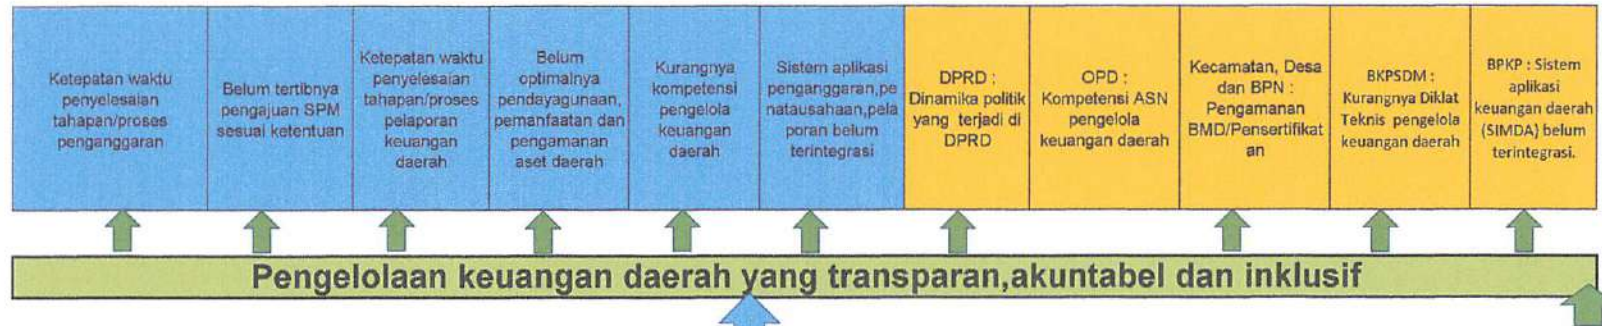 Ketepatan waktu
penyelesaian
tahapan/proses
penganggaran
Belum tertibnya
pengajuan SPM
sesuai ketentuan
Ketepatan waktu
penyelesaian
tahapan/proses
pelaporan
keuangan
daerah
Belum
optimalnya
pendayagunaan,
pemanfaatan dan
pengamanan
aset daerah
Kurangnya
kompetensi
pengelola
keuangan
daerah
Sistem aplikasi
penganggaran,pe
natausahaan,pela
poran belum
terintegrasi
DPRD :
Dinamika politik
yang terjadi di
DPRD
OPD :
Kompetensi ASN
pengelola
keuangan daerah
Kecamatan, Desa
dan BPN :
Pengamanan
BMD/Pensertifikat
an
BKPSDM :
Kurangnya Diklat
Teknis pengelola
keuangan daerah
BPKP : Sistem
aplikasi
keuangan daerah
(SIMDA) belum
terintegrasi.
Pengelolaan keuangan daerah yang transparan,akuntabel dan inklusif